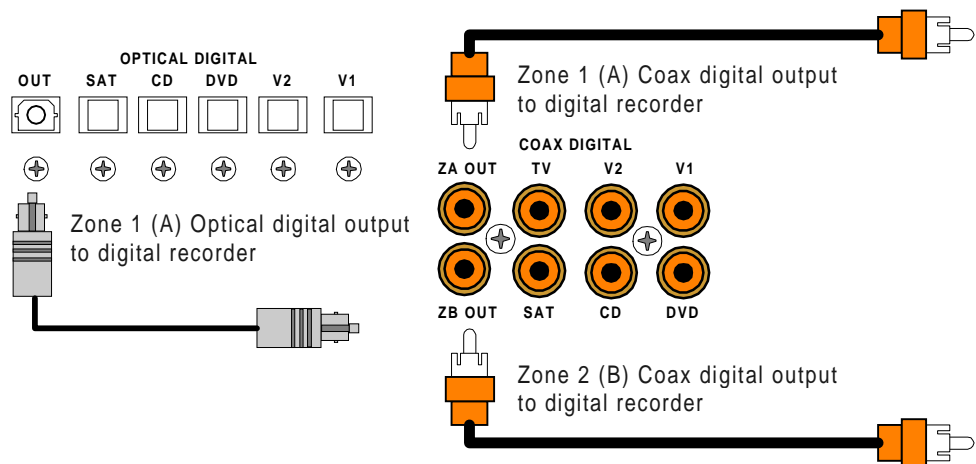 OPTICAL DIGITAL
OUT SAT CD DVD V2 V1
Zone 1 (A) Optical digital output
to digital recorder
Zone 1 (A) Coax digital output
to digital recorder
COAX DIGITAL
ZA OUT TV V2 V1
ZB OUT SAT CD DVD
Zone 2 (B) Coax digital output
to digital recorder